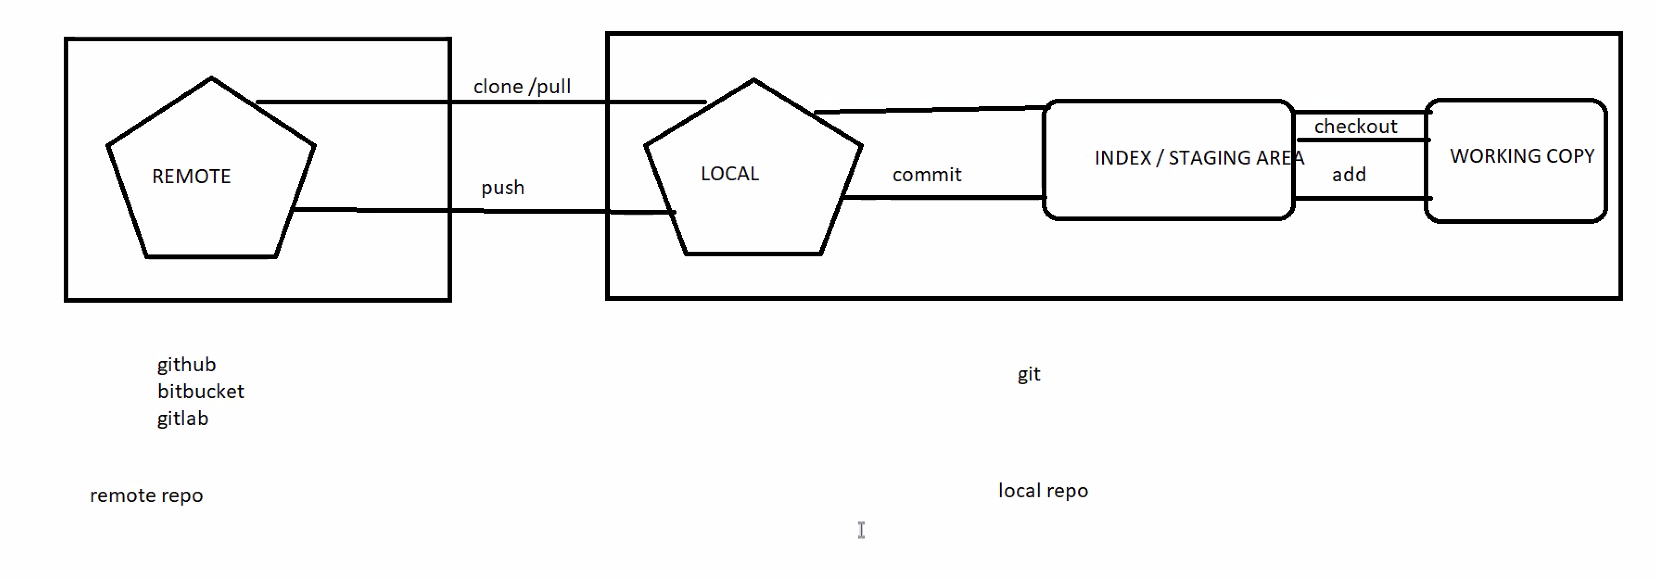 clone /pull
REMOTE
push
LOCAL
commit
INDEX / STAGING AREA
checkout
add
WORKING COPY
github
bitbucket
gitlab
git
remote repo
local repo